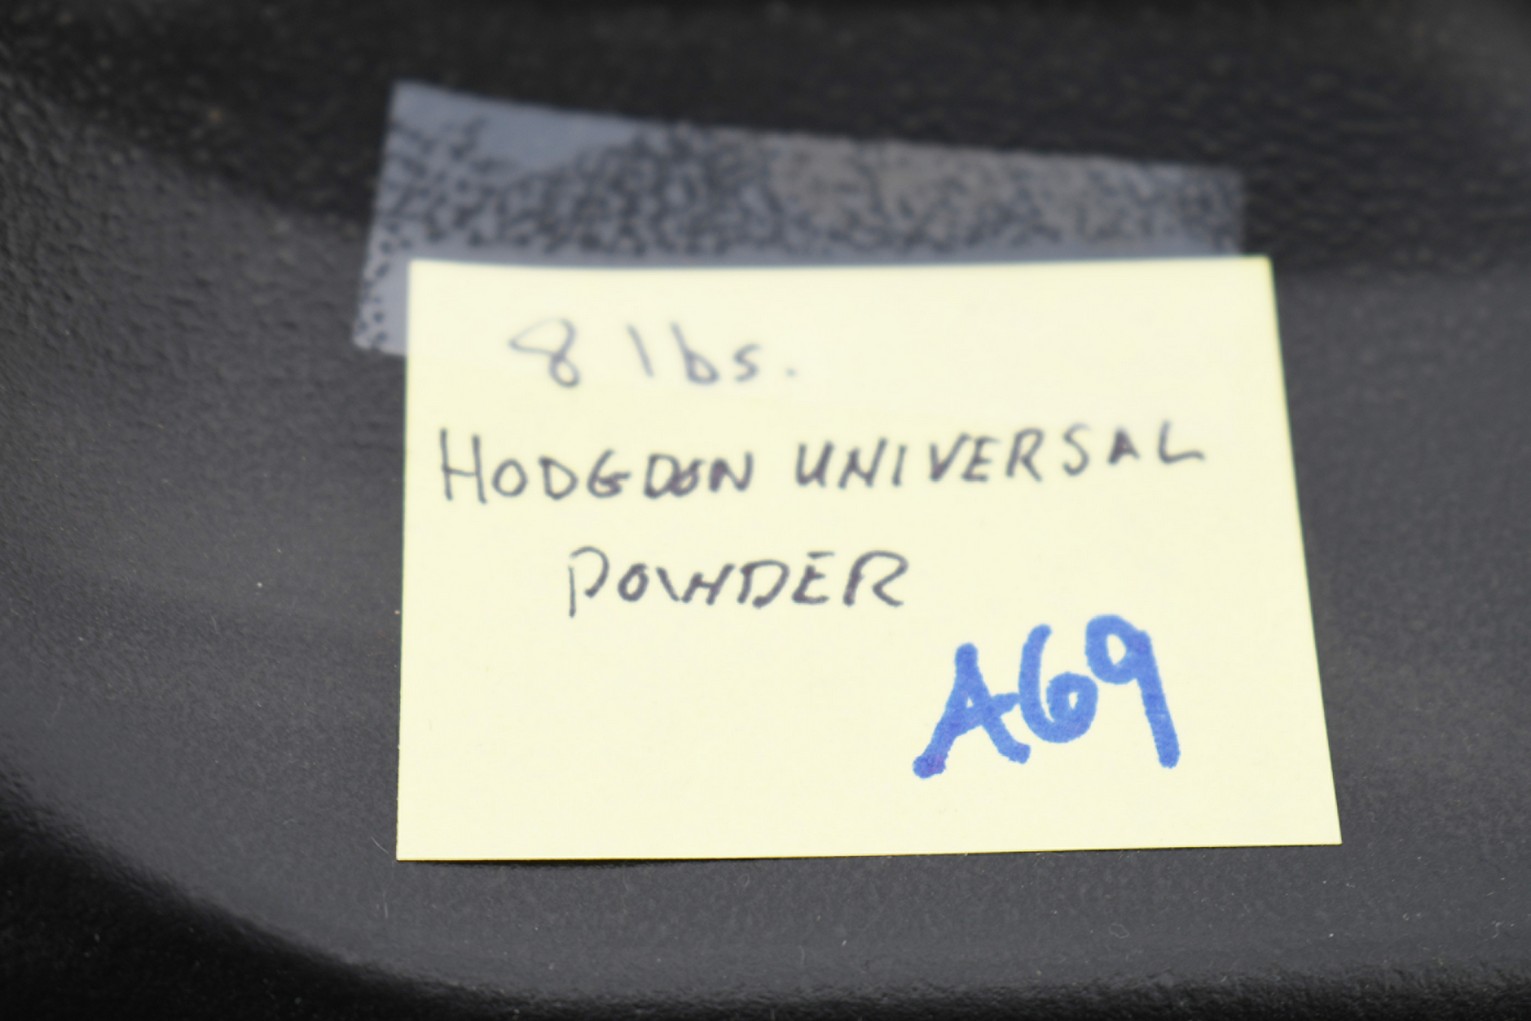 8 lbs.
HODGDON UNIVERSAL
POWDER
A69